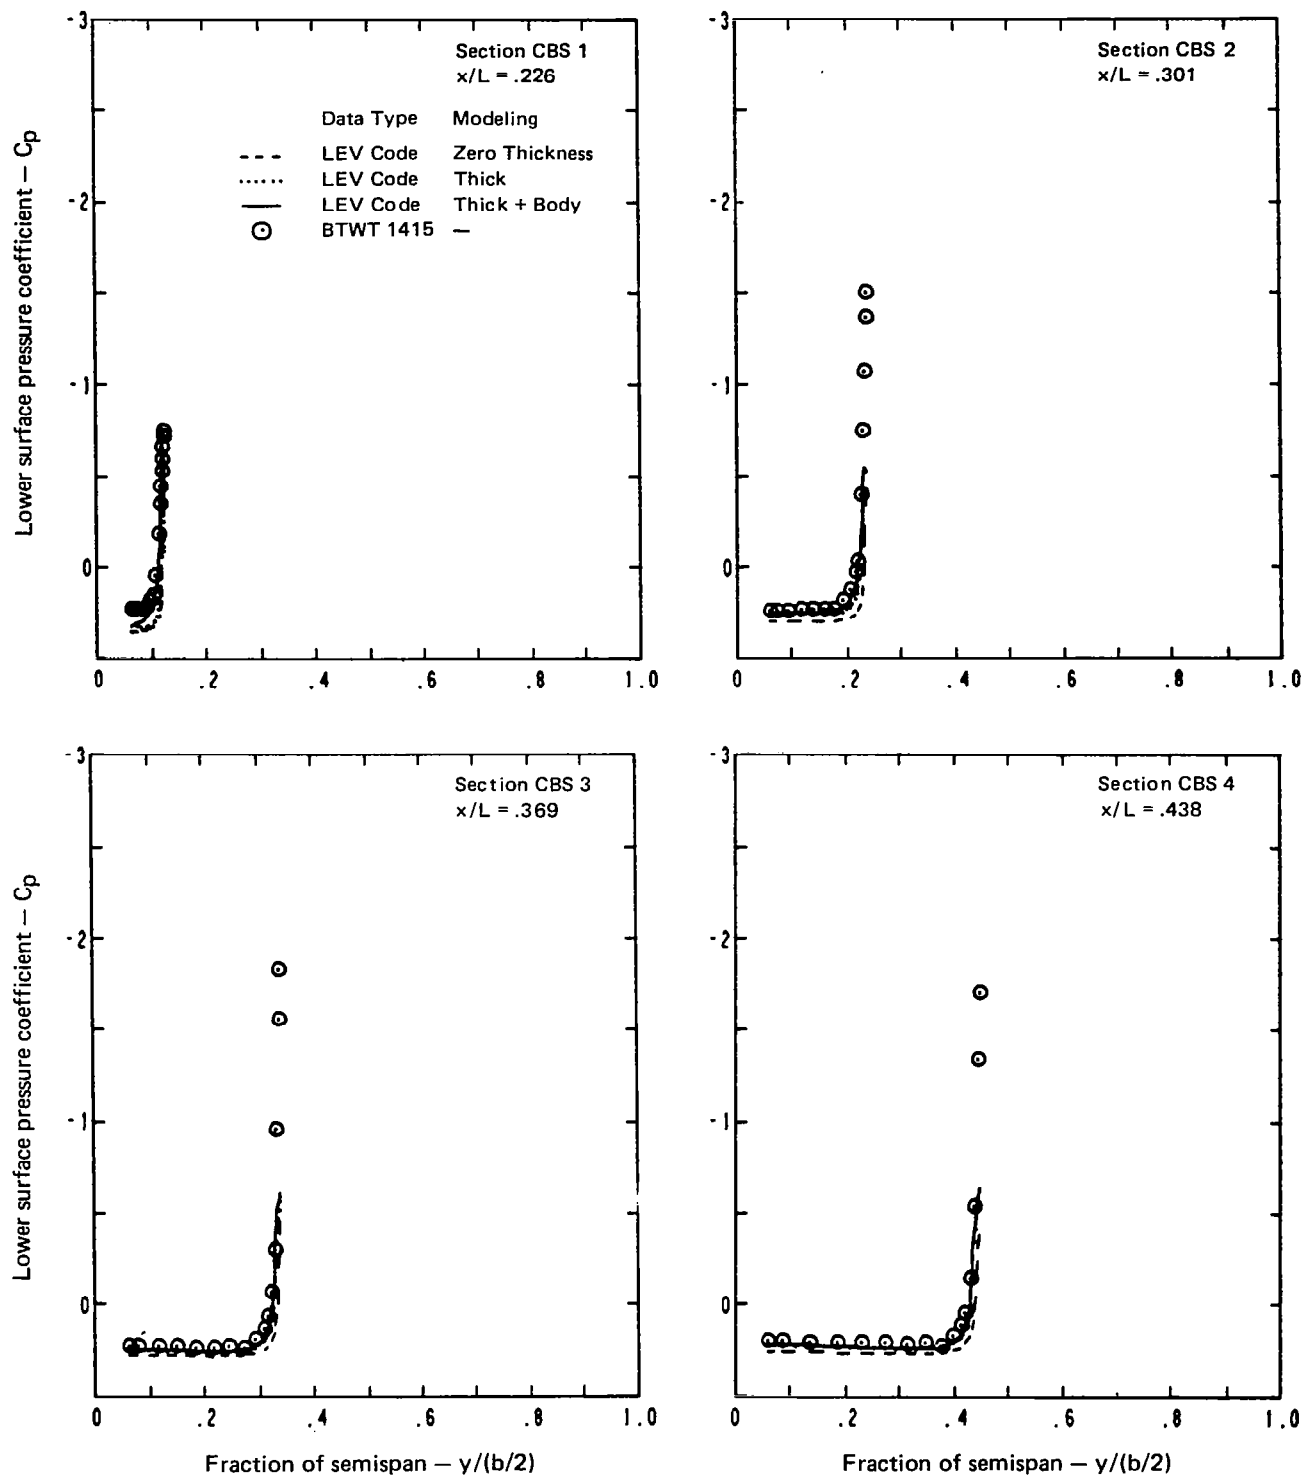 -3
-2
-1
0
Lower surface pressure coefficient — Cp
Section CBS 1
x/L = .226
Data Type Modeling
LEV Code Zero Thickness
LEV Code Thick
LEV Code Thick + Body
BTWT 1415 —
0 .2 .4 .6 .8 1.0
-3
-2
-1
0
Section CBS 2
x/L = .301
0 .2 .4 .6 .8 1.0
-3
-2
-1
0
Lower surface pressure coefficient — Cp
Section CBS 3
x/L = .369
0 .2 .4 .6 .8 1.0
Fraction of semispan — y/(b/2)
-3
-2
-1
0
Section CBS 4
x/L = .438
0 .2 .4 .6 .8 1.0
Fraction of semispan — y/(b/2)